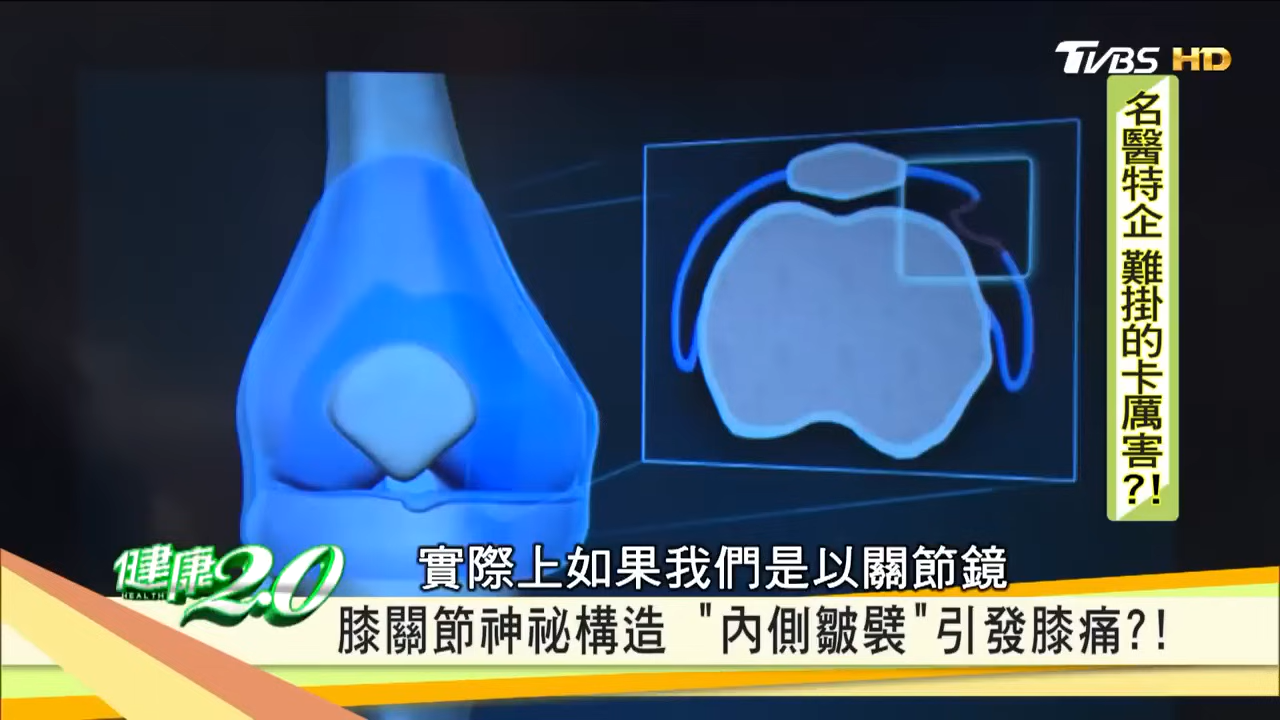 TVBS HD
名醫特企 難掛的卡厲害?!
實際上如果我們是以關節鏡
健康2.0
HEALTH
膝關節神祕構造 "內側皺襞"引發膝痛?!